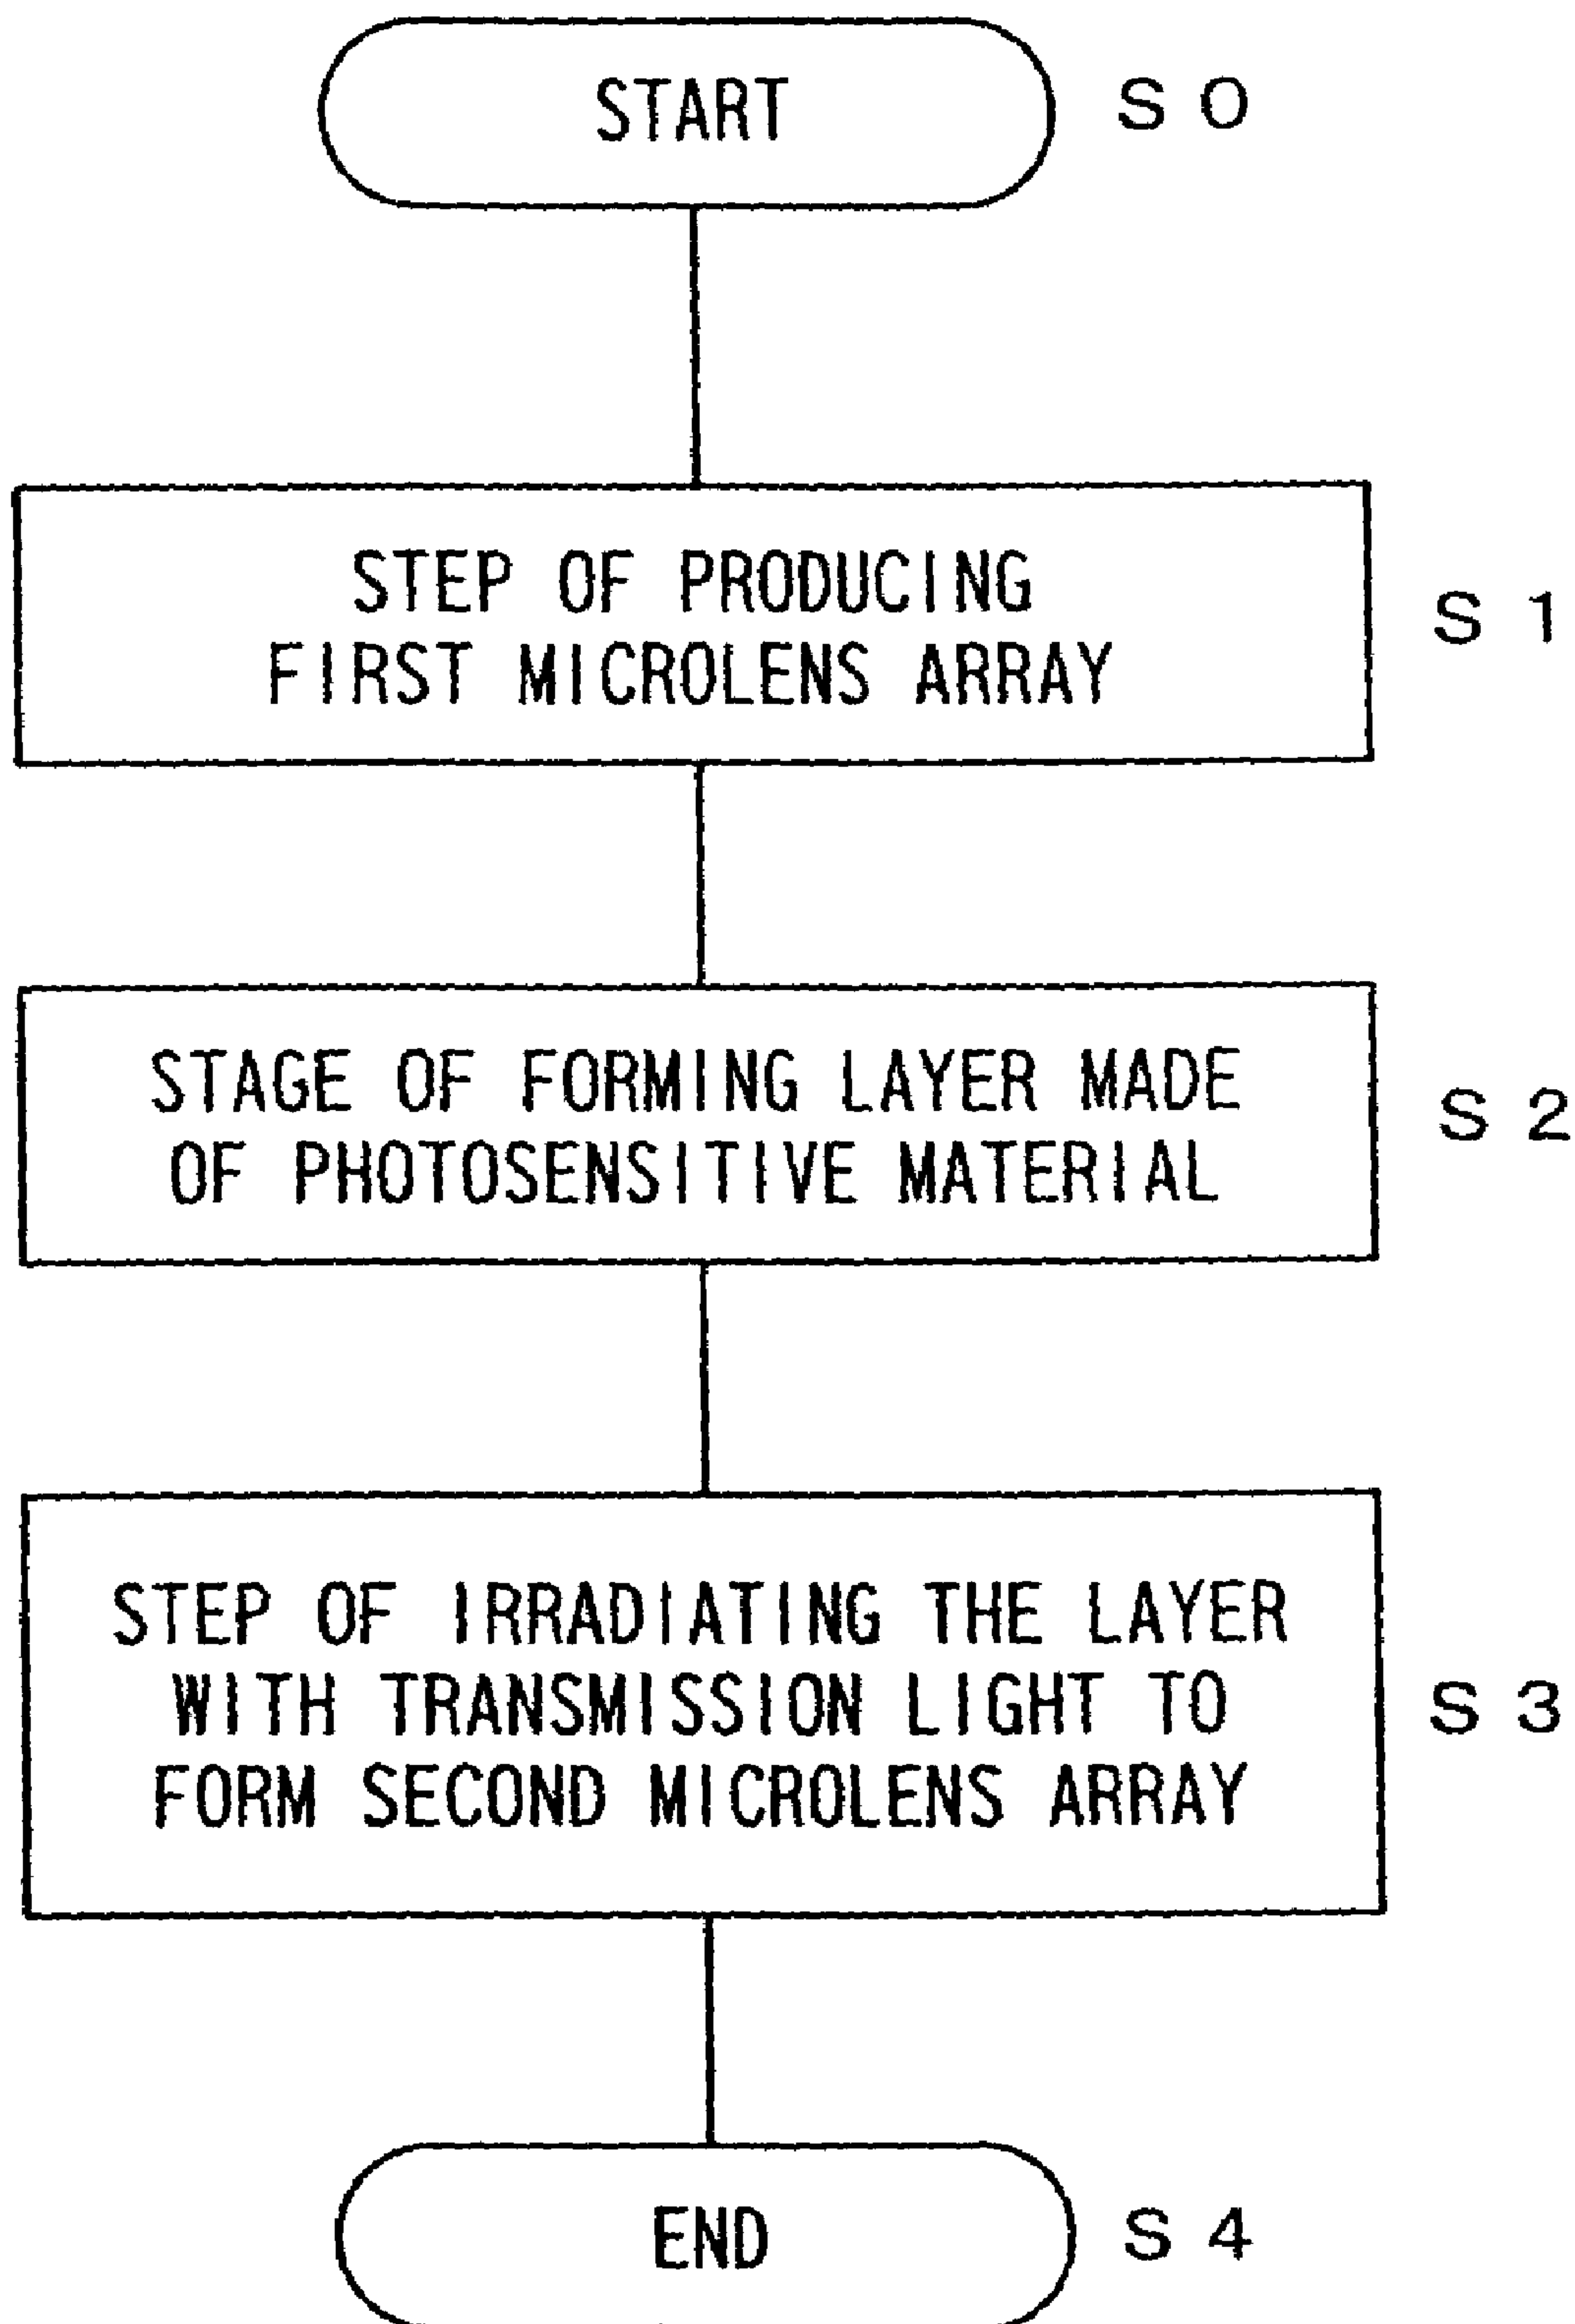 START
S 0
STEP OF PRODUCING
FIRST MICROLENS ARRAY
S 1
STAGE OF FORMING LAYER MADE
OF PHOTOSENSITIVE MATERIAL
S 2
STEP OF IRRADIATING THE LAYER
WITH TRANSMISSION LIGHT TO
FORM SECOND MICROLENS ARRAY
S 3
END
S 4